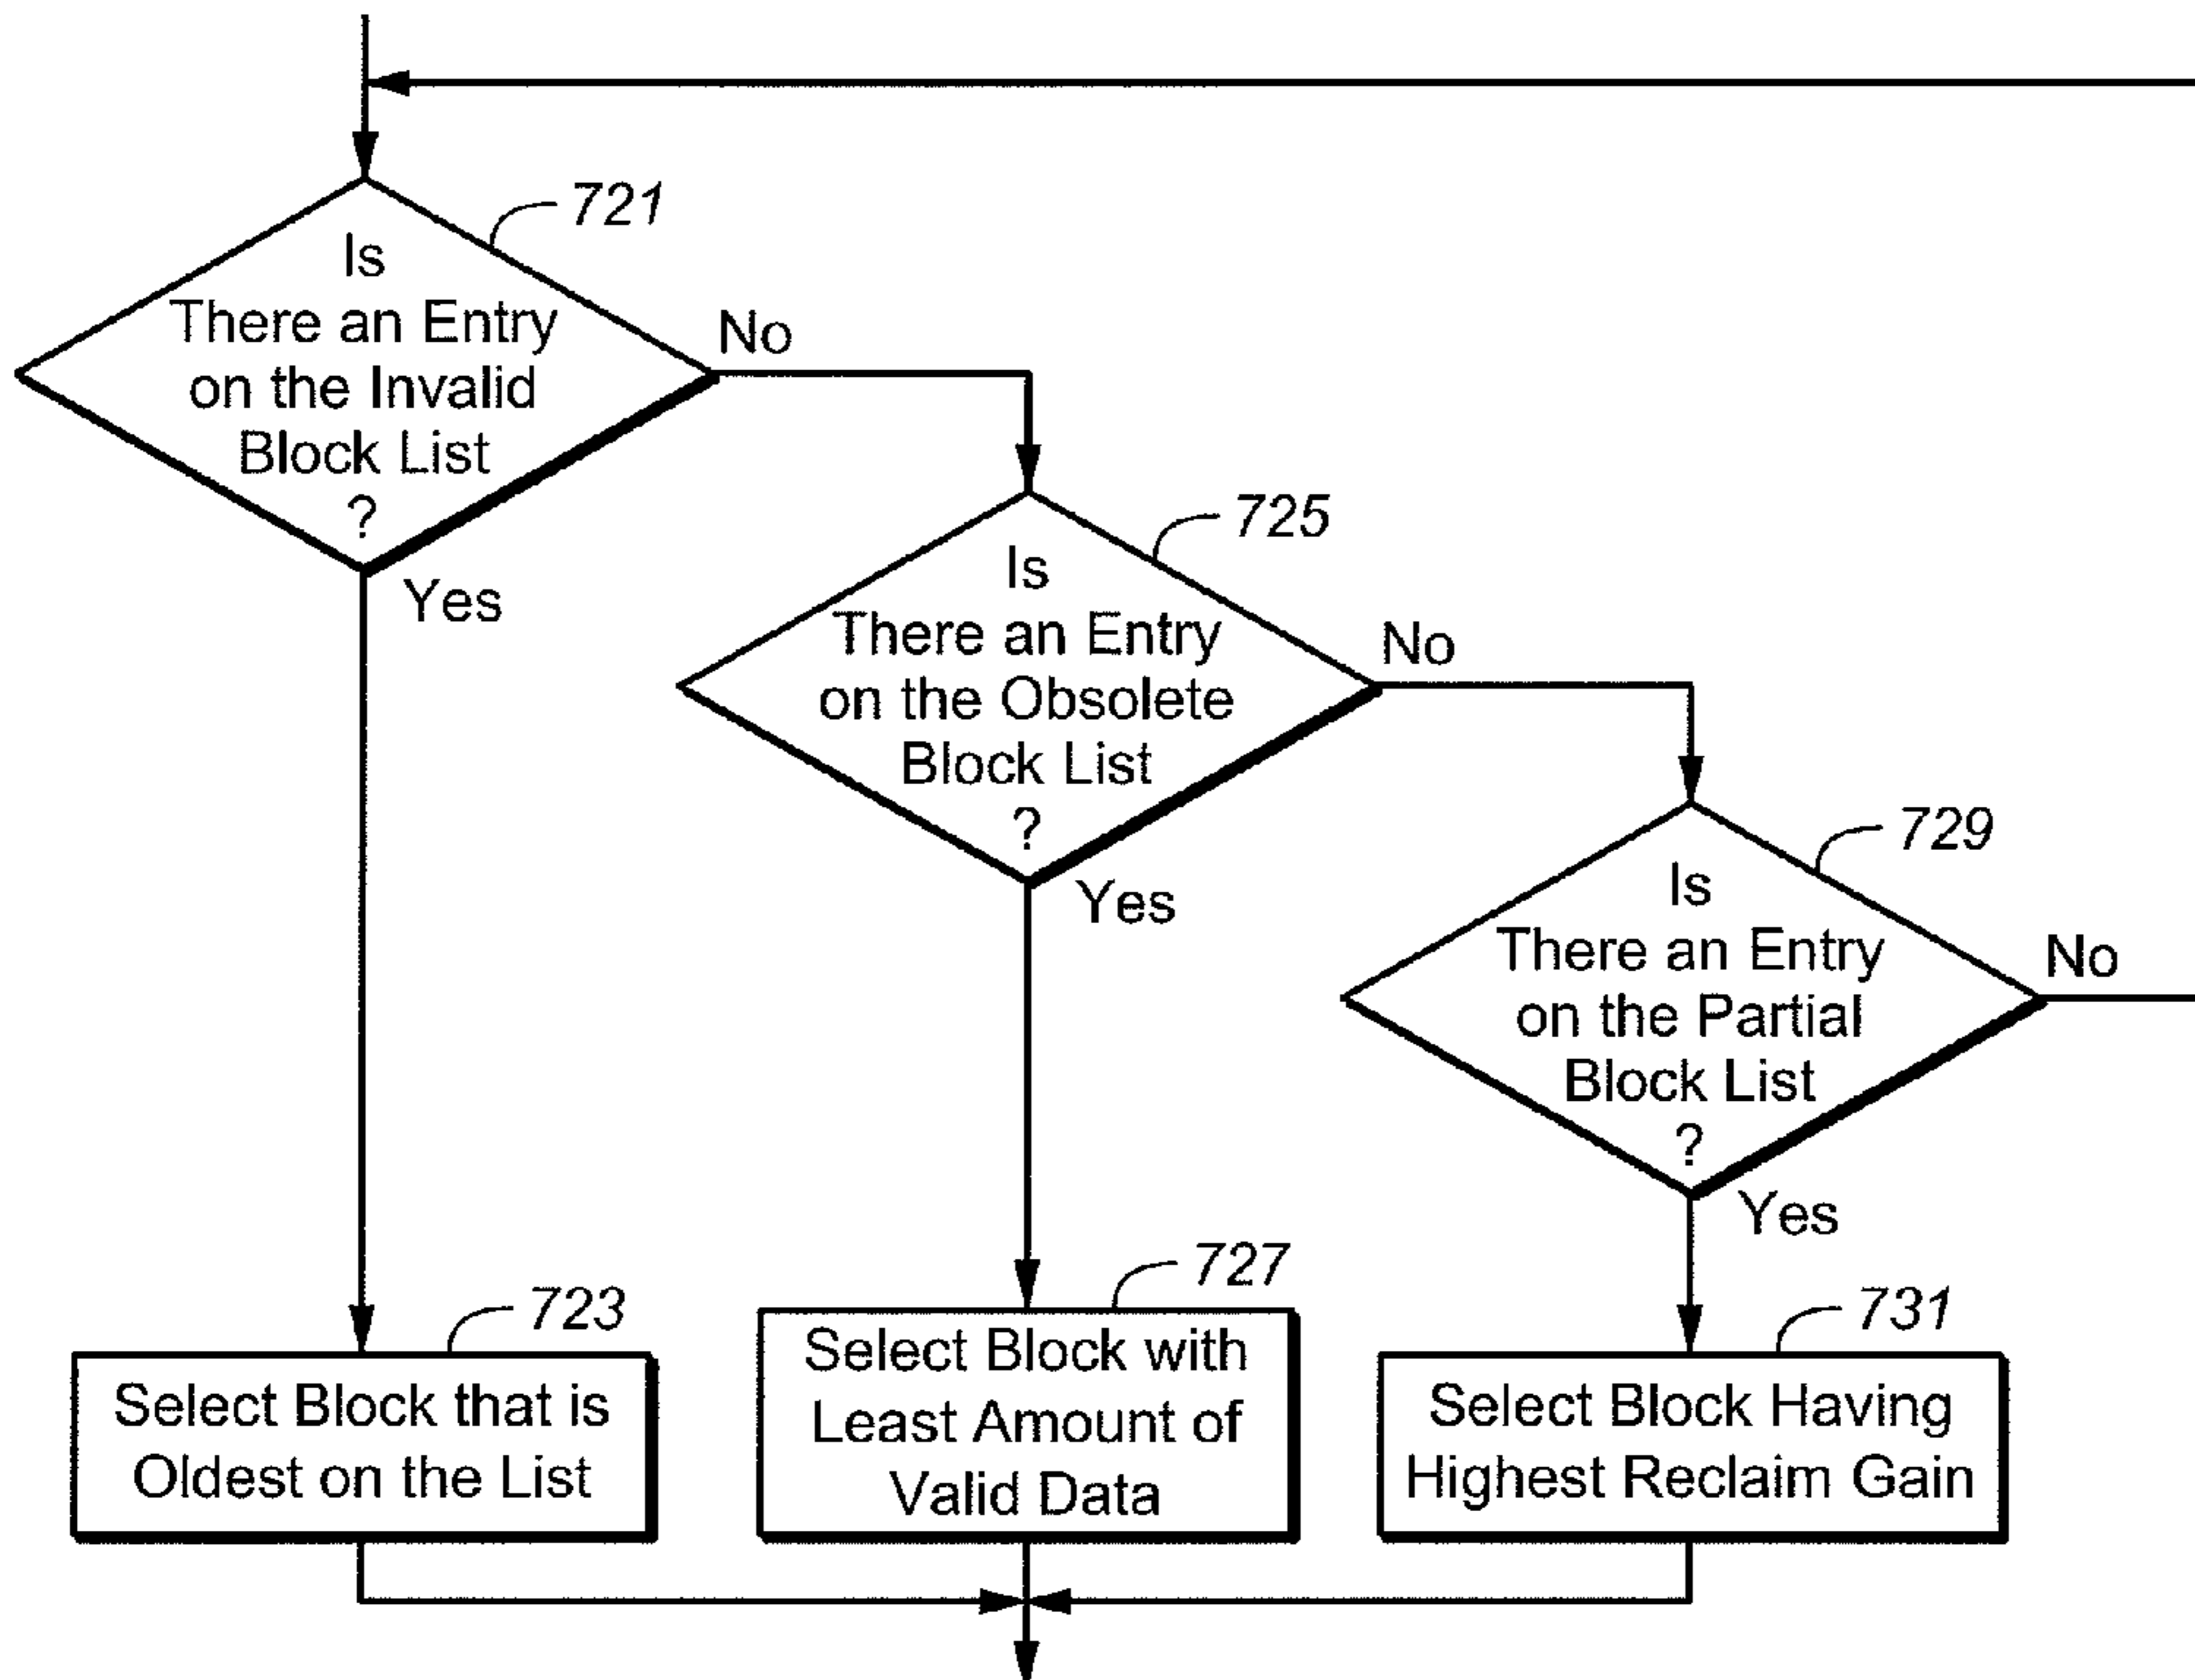 721
Is
There an Entry
on the Invalid
Block List
?
No
Yes
725
Is
There an Entry
on the Obsolete
Block List
?
No
Yes
729
Is
There an Entry
on the Partial
Block List
?
No
Yes
723
Select Block that is
Oldest on the List
727
Select Block with
Least Amount of
Valid Data
731
Select Block Having
Highest Reclaim Gain